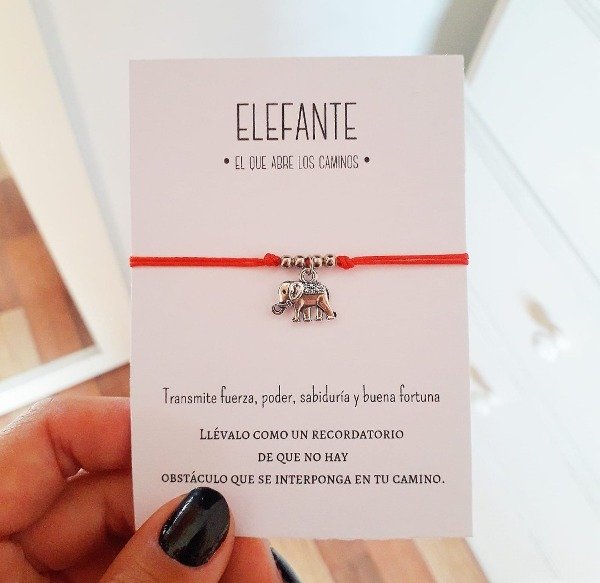 ELEFANTE
• EL QUE ABRE LOS CAMINOS •
Transmite fuerza, poder, sabiduría y buena fortuna
LLÉVALO COMO UN RECORDATORIO
DE QUE NO HAY
OBSTÁCULO QUE SE INTERPONGA EN TU CAMINO.